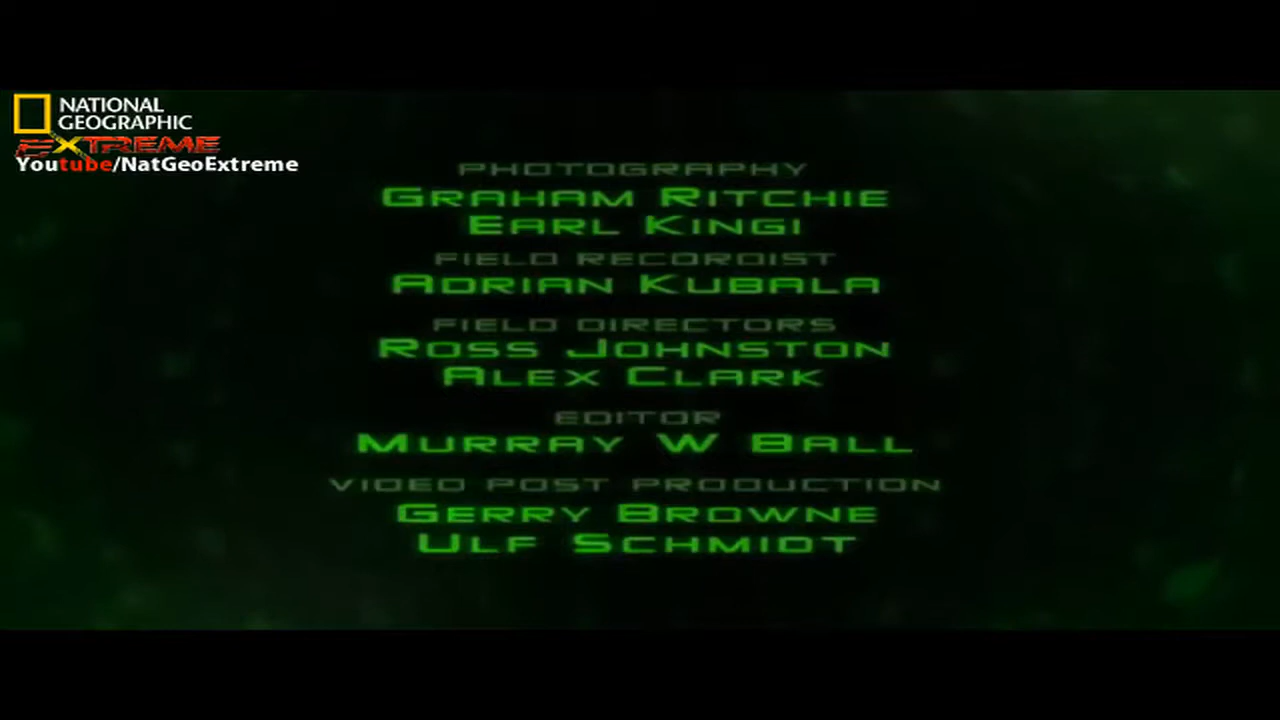 NATIONAL
GEOGRAPHIC
EXTREME
Youtube/NatGeoExtreme
PHOTOGRAPHY
GRAHAM RITCHIE
EARL KINGI
FIELD RECORDIST
ADRIAN KUBALA
FIELD DIRECTORS
ROSS JOHNSTON
ALEX CLARK
EDITOR
MURRAY W BALL
VIDEO POST PRODUCTION
GERRY BROWNE
ULF SCHMIDT